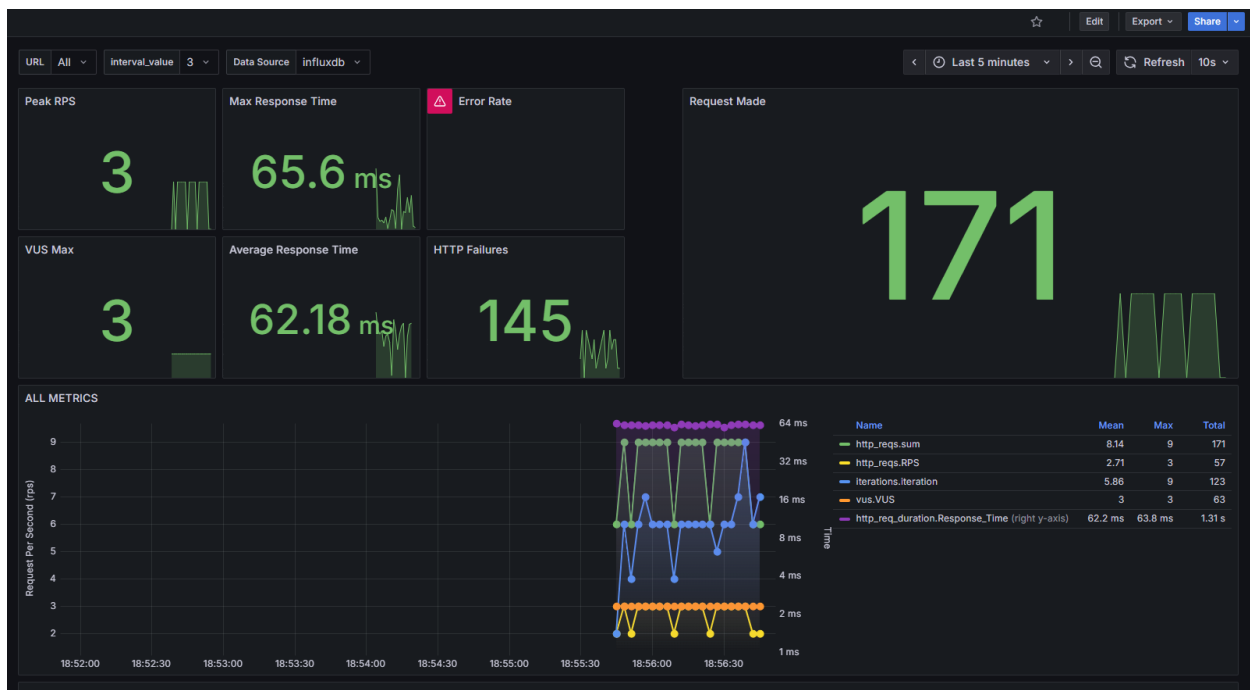 Edit Export Share
URL All interval_value 3 Data Source influxdb Last 5 minutes Refresh 10s
Peak RPS
3
Max Response Time
65.6 ms
Error Rate
Request Made
171
VUS Max
3
Average Response Time
62.18 ms
HTTP Failures
145
ALL METRICS
Request Per Second (rps)
9
8
7
6
5
4
3
2
64 ms
32 ms
16 ms
8 ms
4 ms
2 ms
1 ms
Time
18:52:00 18:52:30 18:53:00 18:53:30 18:54:00 18:54:30 18:55:00 18:55:30 18:56:00 18:56:30
Name Mean Max Total
http_reqs.sum 8.14 9 171
http_reqs.RPS 2.71 3 57
iterations.iteration 5.86 9 123
vus.VUS 3 3 63
http_req_duration.Response_Time (right y-axis) 62.2 ms 63.8 ms 1.31 s